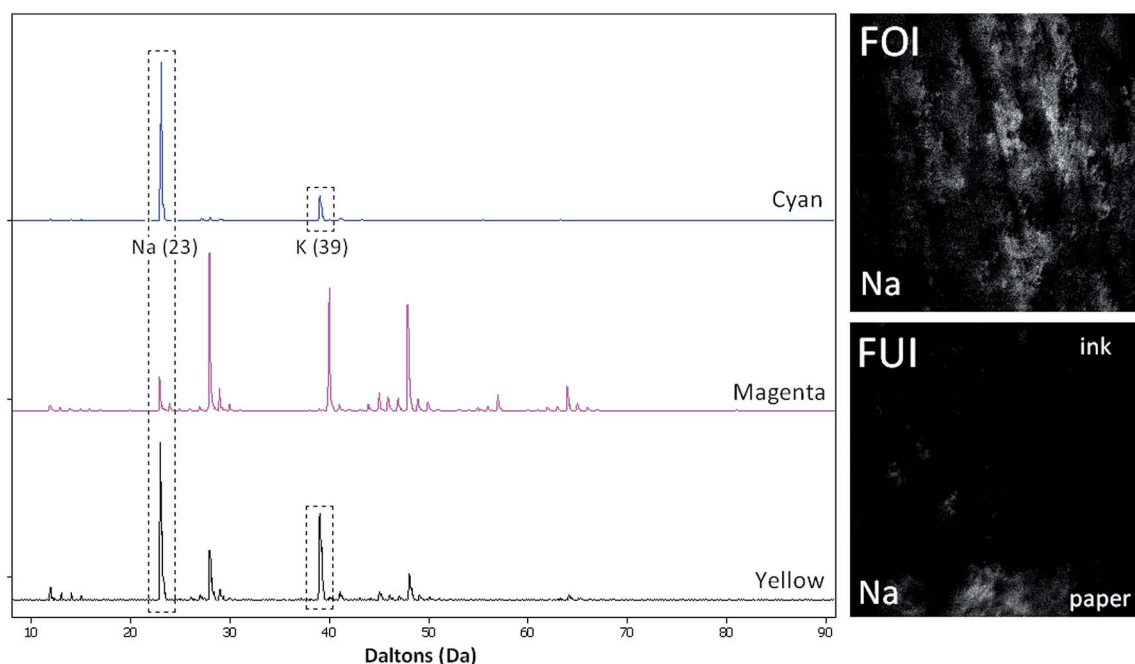 Cyan
Na (23)
K (39)
Magenta
Yellow
10 20 30 40 50 60 70 80 90
Daltons (Da)
FOI
Na
FUI
ink
Na
paper